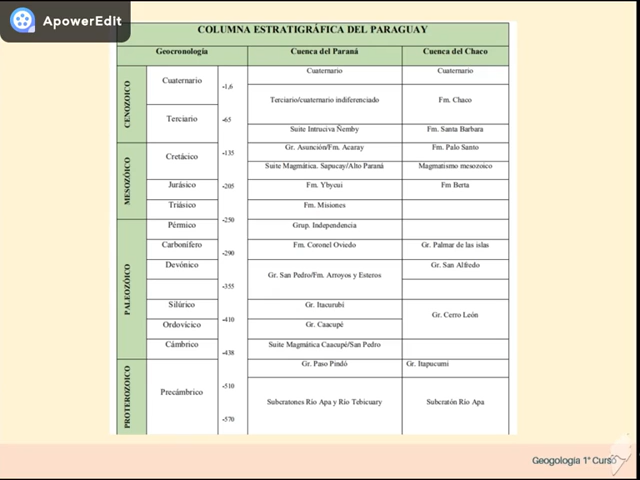 ApowerEdit
COLUMNA ESTRATIGRÁFICA DEL PARAGUAY
Geocronología Cuenca del Paraná Cuenca del Chaco
CENOZOICO
Cuaternario Cuaternario Cuaternario
-1,6
Terciario/cuaternario indiferenciado Fm. Chaco
Terciario -65
Suite Intruciva Ñemby Fm. Santa Barbara
MESOZÓICO
Cretácico -135 Gr. Asunción/Fm. Acaray Fm. Palo Santo
Suite Magmática. Sapucay/Alto Paraná Magmatismo mesozoico
Jurásico -205 Fm. Ybycui Fm Berta
Triásico Fm. Misiones
-250
PALEOZÓICO
Pérmico Grup. Independencia
Carbonífero Fm. Coronel Oviedo Gr. Palmar de las islas
-290
Devónico Gr. San Pedro/Fm. Arroyos y Esteros Gr. San Alfredo
-355
Silúrico Gr. Itacurubí Gr. Cerro León
-410
Ordovícico Gr. Caacupé
Cámbrico Suite Magmática Caacupé/San Pedro
-438
PROTEROZOICO
Gr. Paso Pindó Gr. Itapucumi
-510
Precámbrico Subcratones Río Apa y Río Tebicuary Subcratón Río Apa
-570
Geogología 1° Curso